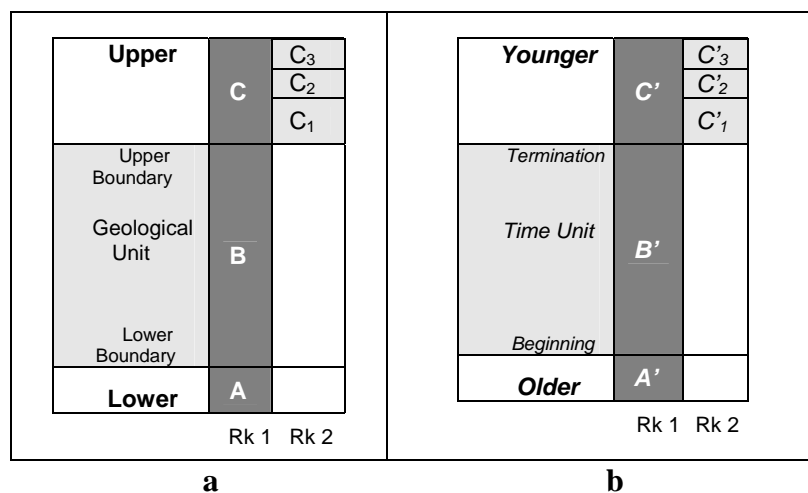 Upper
C
C₃
C₂
C₁
Upper
Boundary
Geological
Unit
B
Lower
Boundary
Lower
A
Rk 1 Rk 2
a
Younger
C'
C'₃
C'₂
C'₁
Termination
Time Unit
B'
Beginning
Older
A'
Rk 1 Rk 2
b